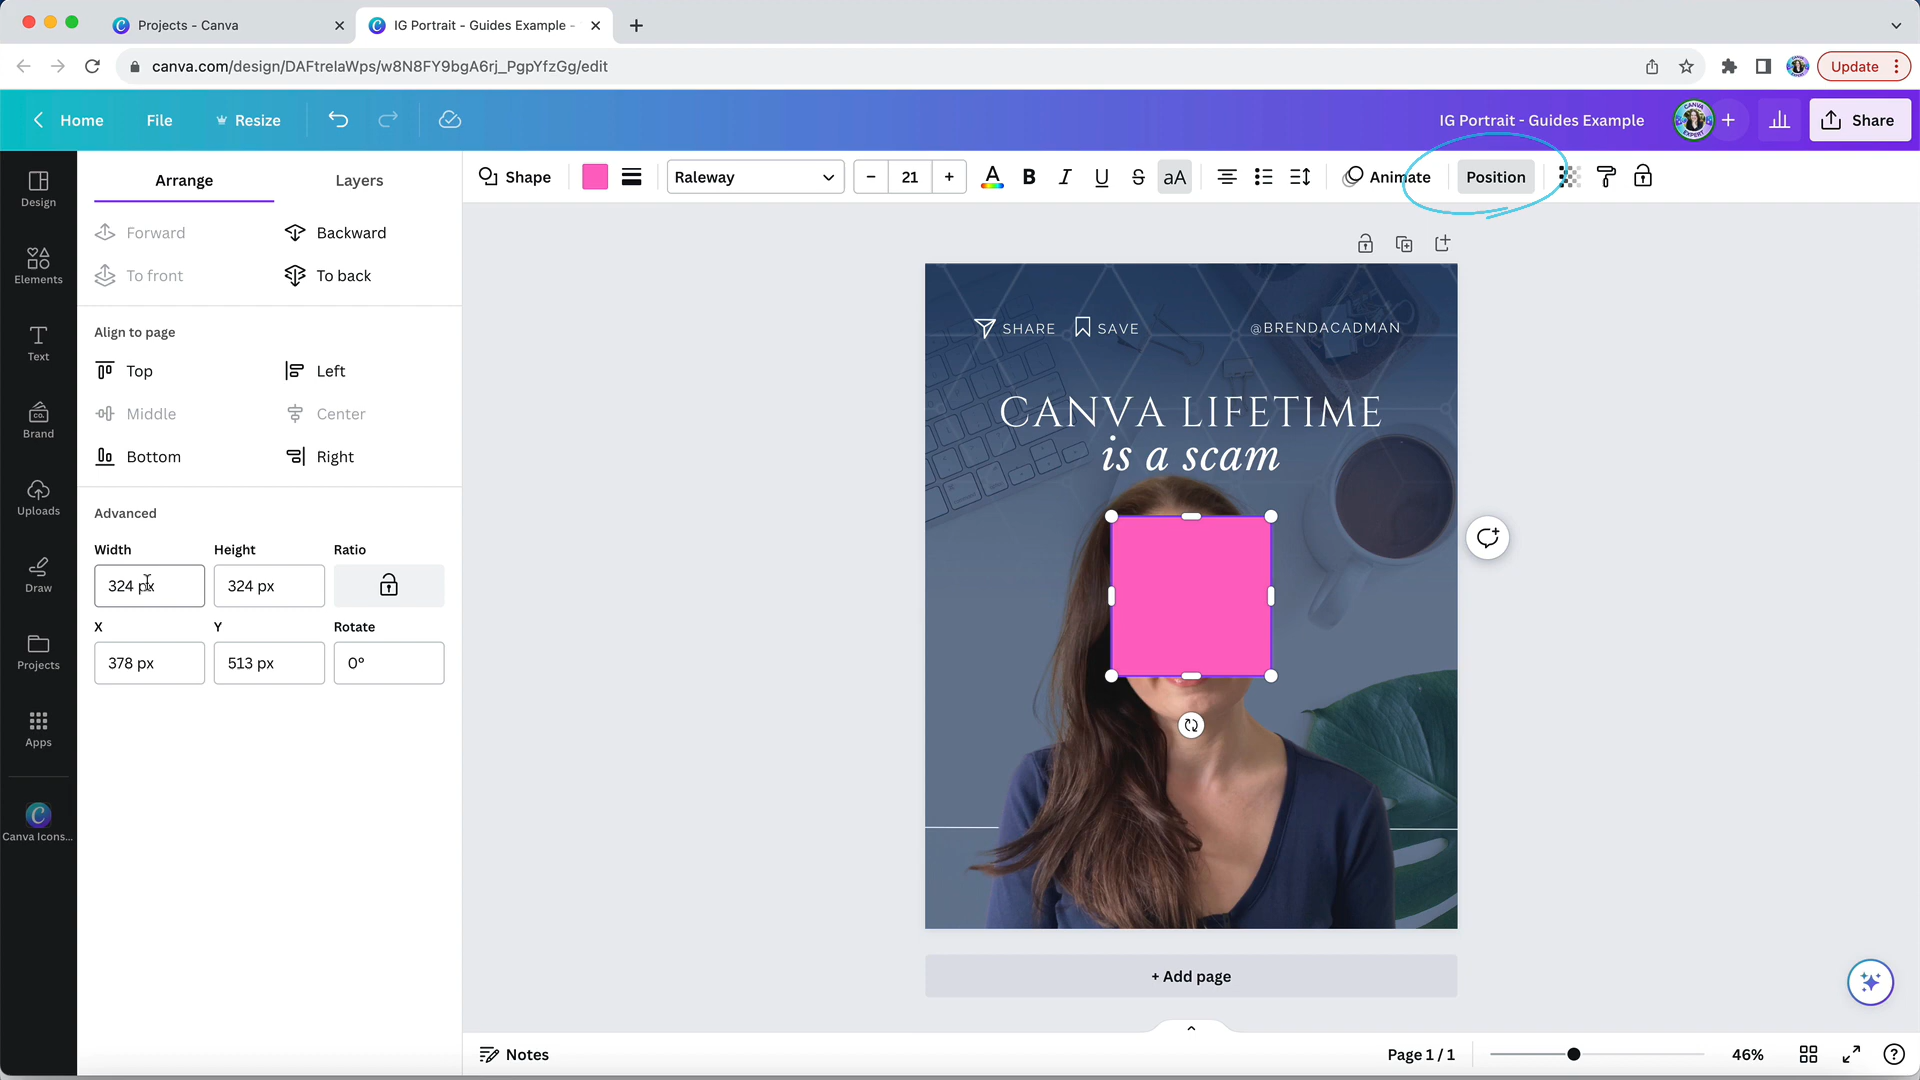 Projects - Canva
IG Portrait - Guides Example -
canva.com/design/DAFtrelaWps/w8N8FY9bgA6rj_PgpYfzGg/edit
Update
Home
File
Resize
IG Portrait - Guides Example
CANVA
EXPERT
Share
Design
Elements
Text
Brand
Uploads
Draw
Projects
Apps
Canva Icons...
Arrange
Layers
Forward
Backward
To front
To back
Align to page
Top
Left
Middle
Center
Bottom
Right
Advanced
Width
Height
Ratio
324 px
324 px
X
Y
Rotate
378 px
513 px
0°
Shape
Raleway
21
A
B
I
U
S
aA
Animate
Position
SHARE
SAVE
@BRENDACADMAN
CANVA LIFETIME
is a scam
+ Add page
Notes
Page 1 / 1
46%